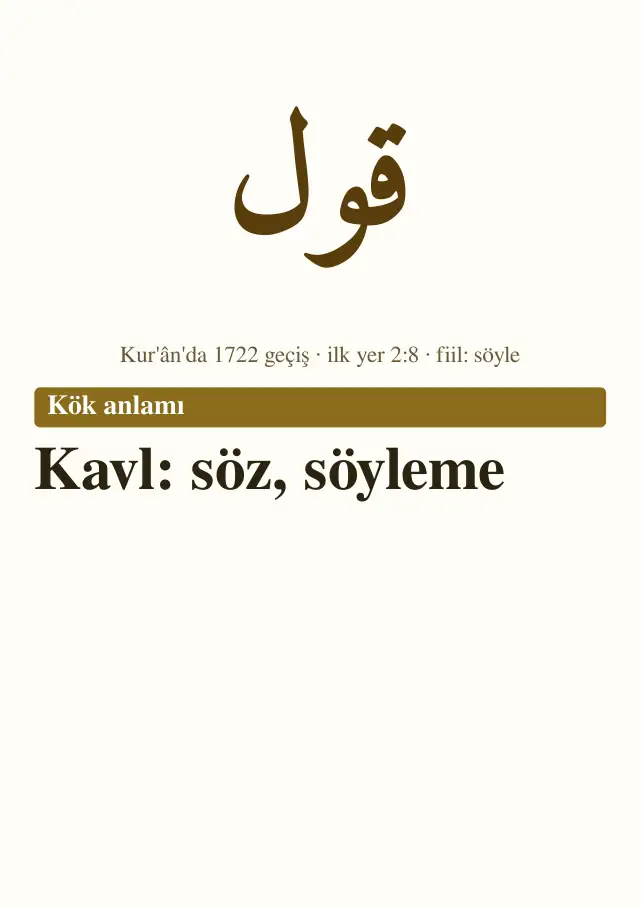 قول
Kur'ân'da 1722 geçiş · ilk yer 2:8 · fiil: söyle
Kök anlamı
Kavl: söz, söyleme